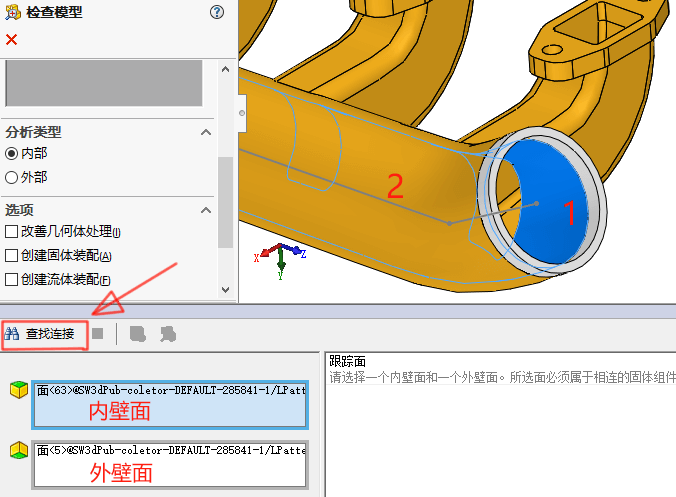 检查模型
分析类型
内部
外部
选项
改善几何体处理(I)
创建固体装配(A)
创建流体装配(F)
2
1
X
Z
Y
查找连接
面<63>@SW3dPub-coletor-DEFAULT-285841-1/LPatt
内壁面
面<5>@SW3dPub-coletor-DEFAULT-285841-1/LPatte
外壁面
跟踪面
请选择一个内壁面和一个外壁面。所选面必须属于相连的固体组件